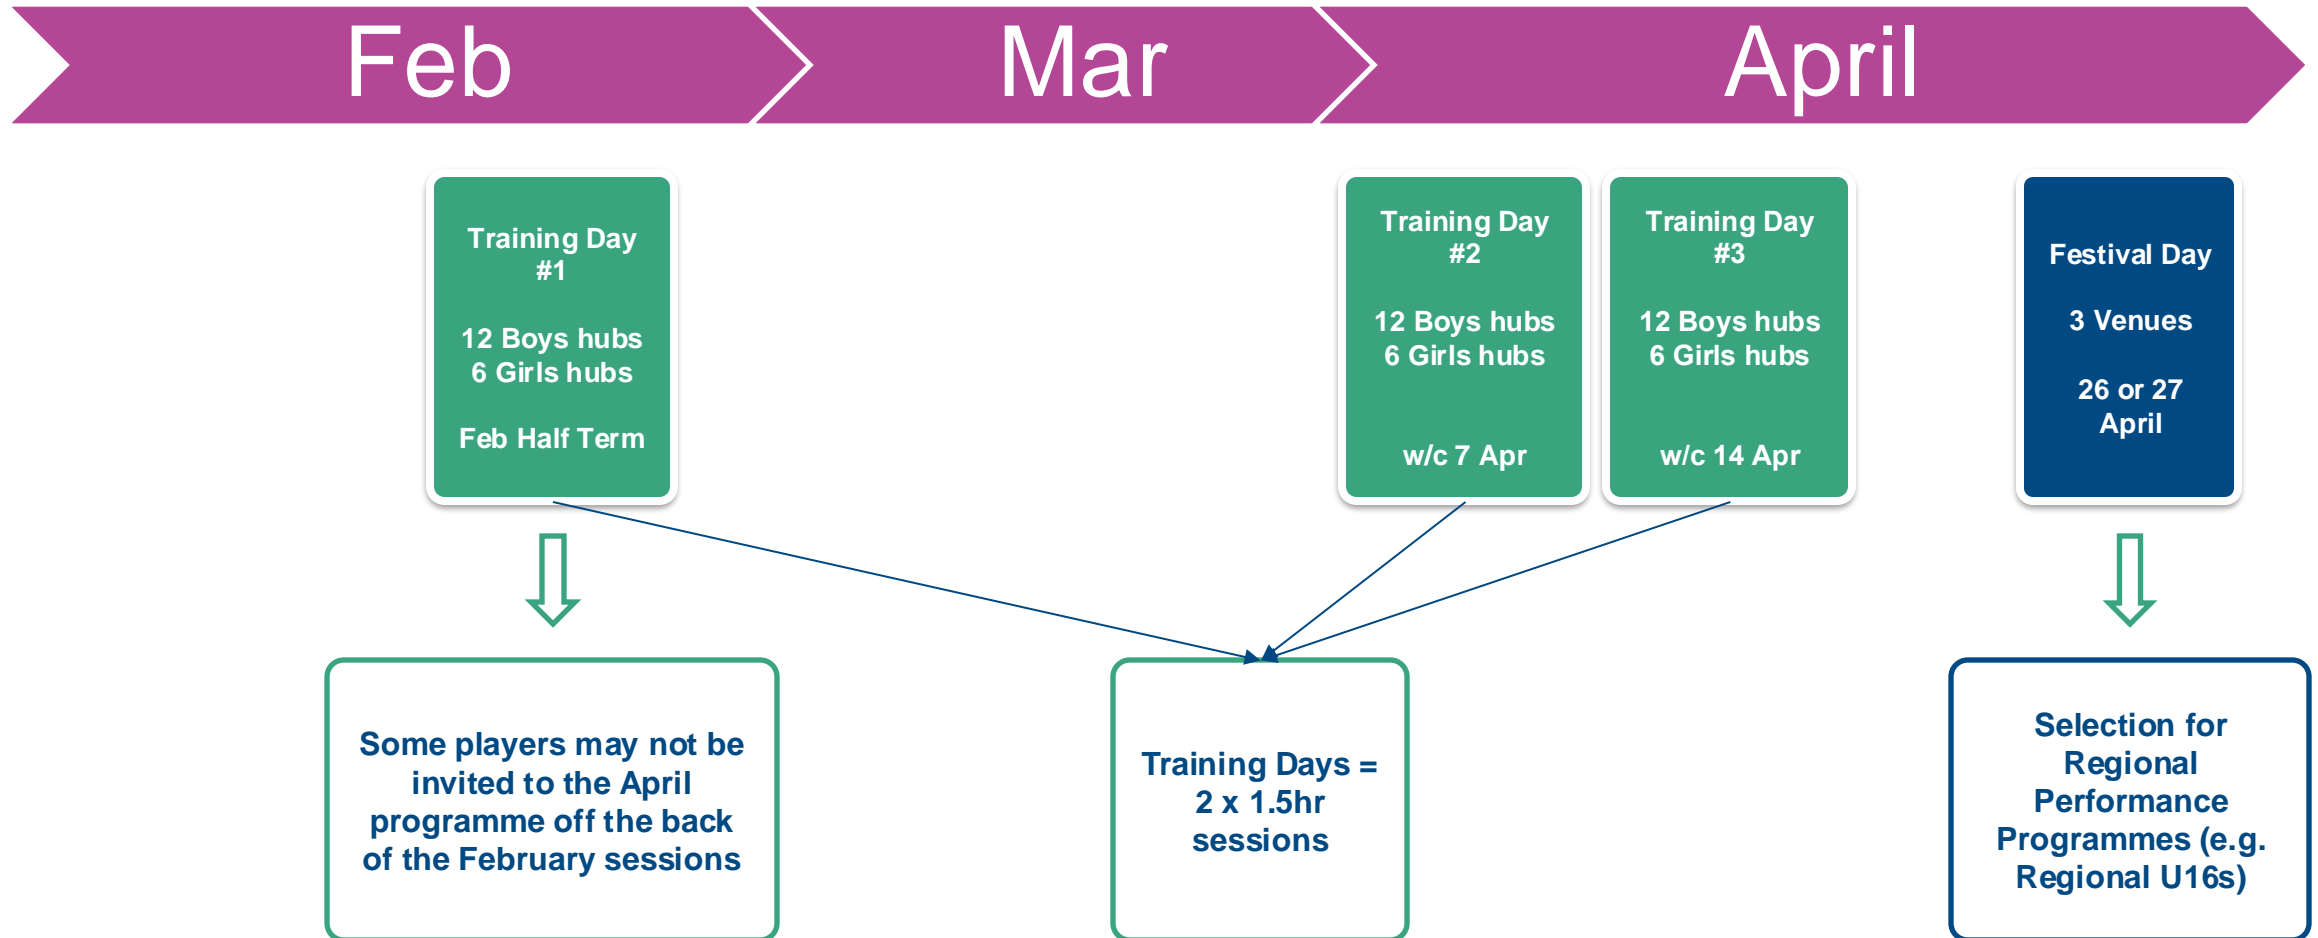 Feb
Mar
April
Training Day
#1
12 Boys hubs
6 Girls hubs
Feb Half Term
Training Day
#2
12 Boys hubs
6 Girls hubs
w/c 7 Apr
Training Day
#3
12 Boys hubs
6 Girls hubs
w/c 14 Apr
Festival Day
3 Venues
26 or 27
April
Some players may not be
invited to the April
programme off the back
of the February sessions
Training Days =
2 x 1.5hr
sessions
Selection for
Regional
Performance
Programmes (e.g.
Regional U16s)